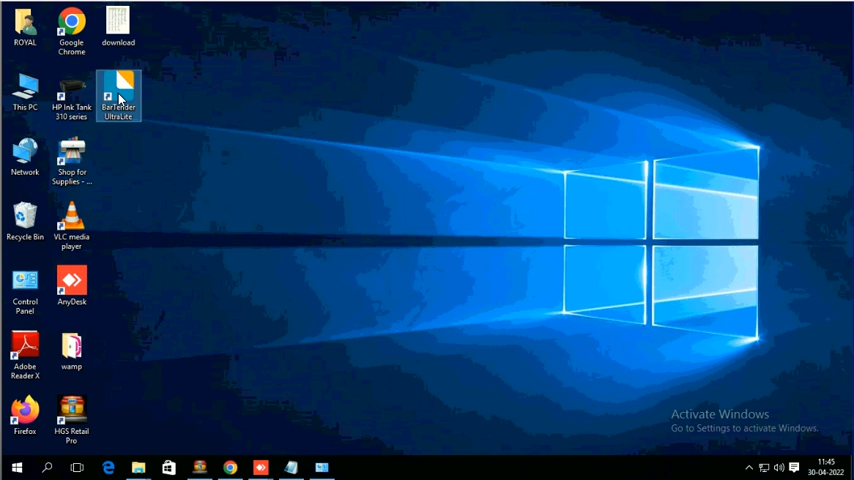 ROYAL
Google
Chrome
download
This PC
HP Ink Tank
310 series
BarTender
UltraLite
Network
Shop for
Supplies - ...
Recycle Bin
VLC media
player
Control
Panel
AnyDesk
Adobe
Reader X
wamp
Firefox
HGS Retail
Pro
Activate Windows
Go to Settings to activate Windows.
11:45
30-04-2022